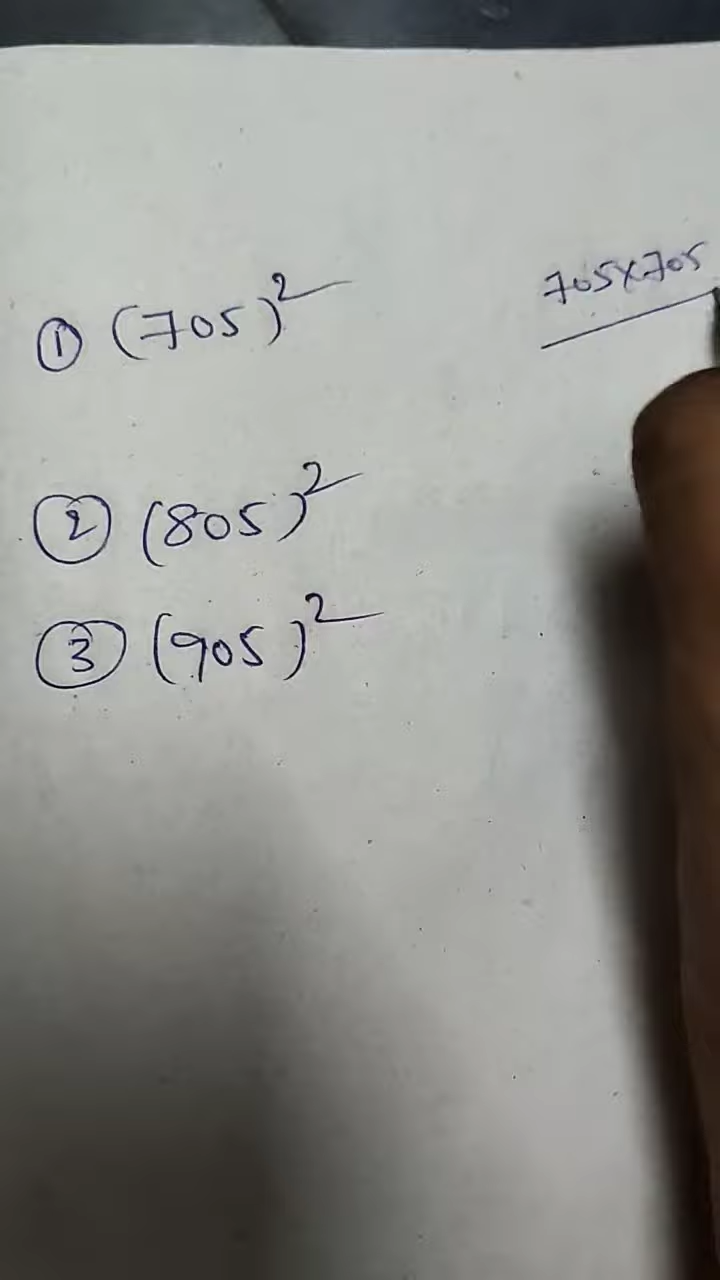 ① (705)²
705×705
② (805)²
③ (905)²